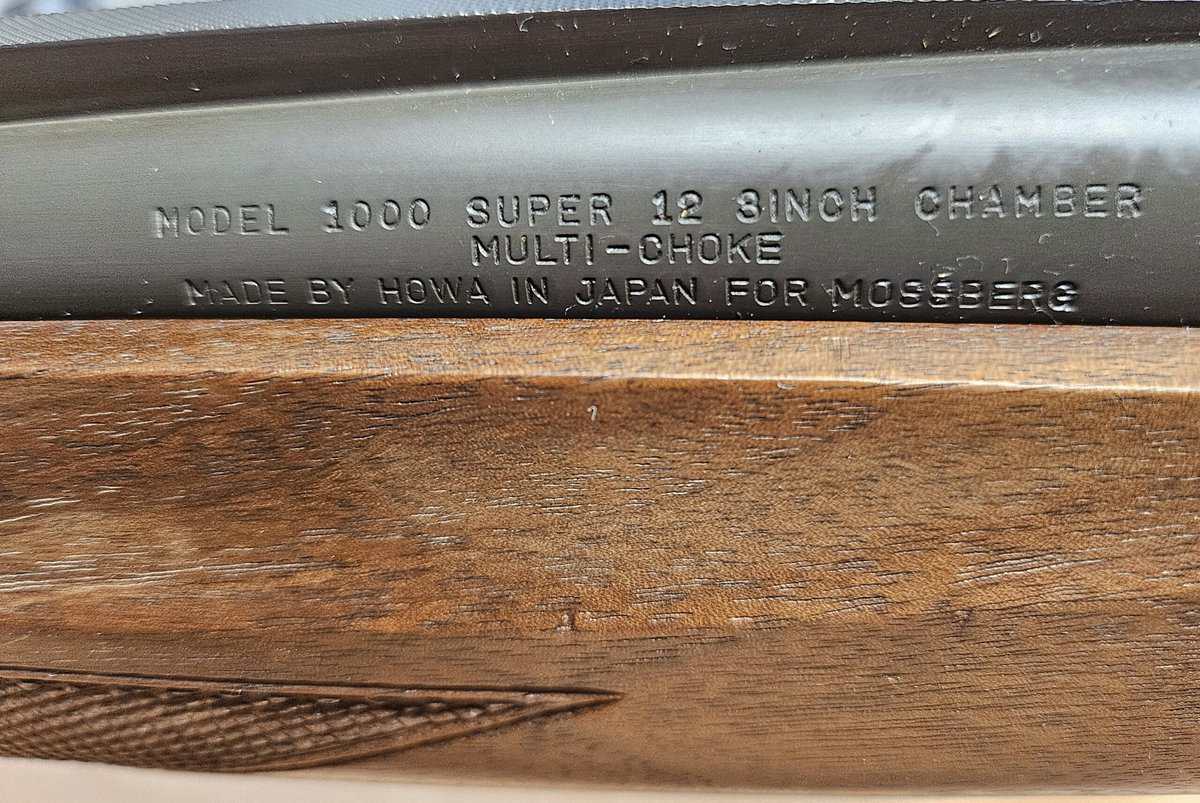 MODEL 1000 SUPER 12 3INCH CHAMBER
MULTI-CHOKE
MADE BY HOWA IN JAPAN FOR MOSSBERG